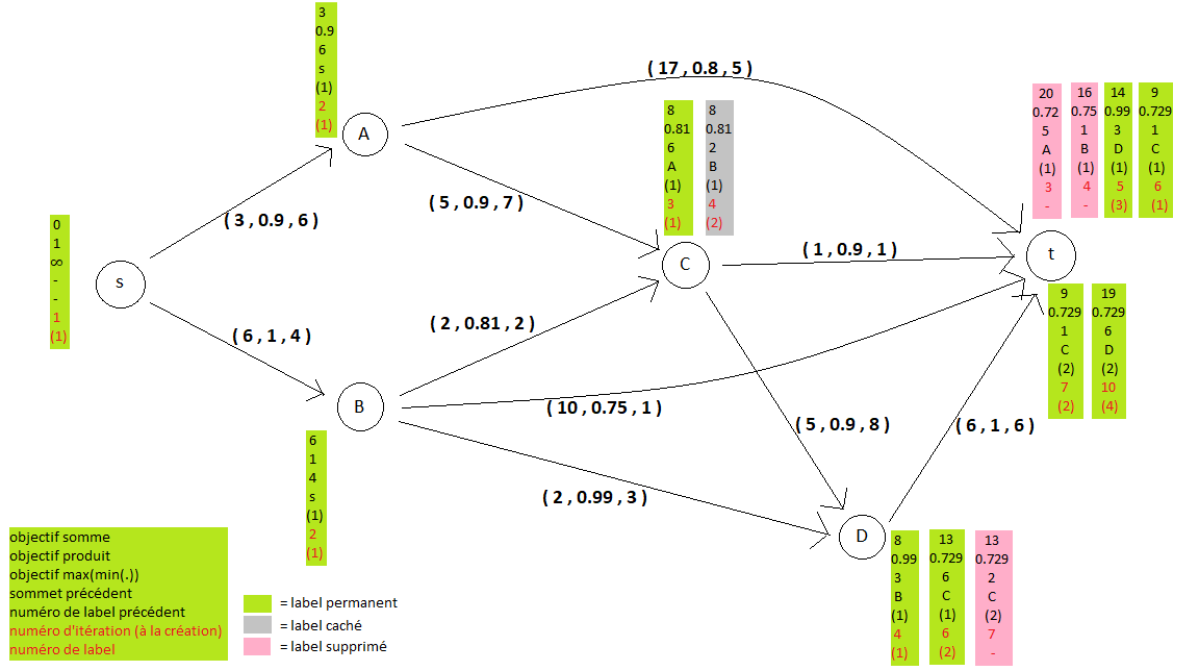 3
0.9
6
s
(1)
2
(1)
A
( 17 , 0.8 , 5 )
20
0.72
5
A
(1)
3
-
16
0.75
1
B
(1)
4
-
14
0.99
3
D
(1)
5
(3)
9
0.729
1
C
(1)
6
(1)
8
0.81
6
A
(1)
3
(1)
8
0.81
2
B
(1)
4
(2)
( 3 , 0.9 , 6 )
( 5 , 0.9 , 7 )
0
1
∞
-
-
1
(1)
s
C
( 1 , 0.9 , 1 )
t
( 6 , 1 , 4 )
( 2 , 0.81 , 2 )
9
0.729
1
C
(2)
7
(2)
19
0.729
6
D
(2)
10
(4)
B
( 10 , 0.75 , 1 )
( 5 , 0.9 , 8 )
( 6 , 1 , 6 )
6
1
4
s
(1)
2
(1)
( 2 , 0.99 , 3 )
D
8
0.99
3
B
(1)
4
(1)
13
0.729
6
C
(1)
6
(2)
13
0.729
2
C
(2)
7
-
objectif somme
objectif produit
objectif max(min(.))
sommet précédent
numéro de label précédent
numéro d'itération (à la création)
numéro de label
= label permanent
= label caché
= label supprimé